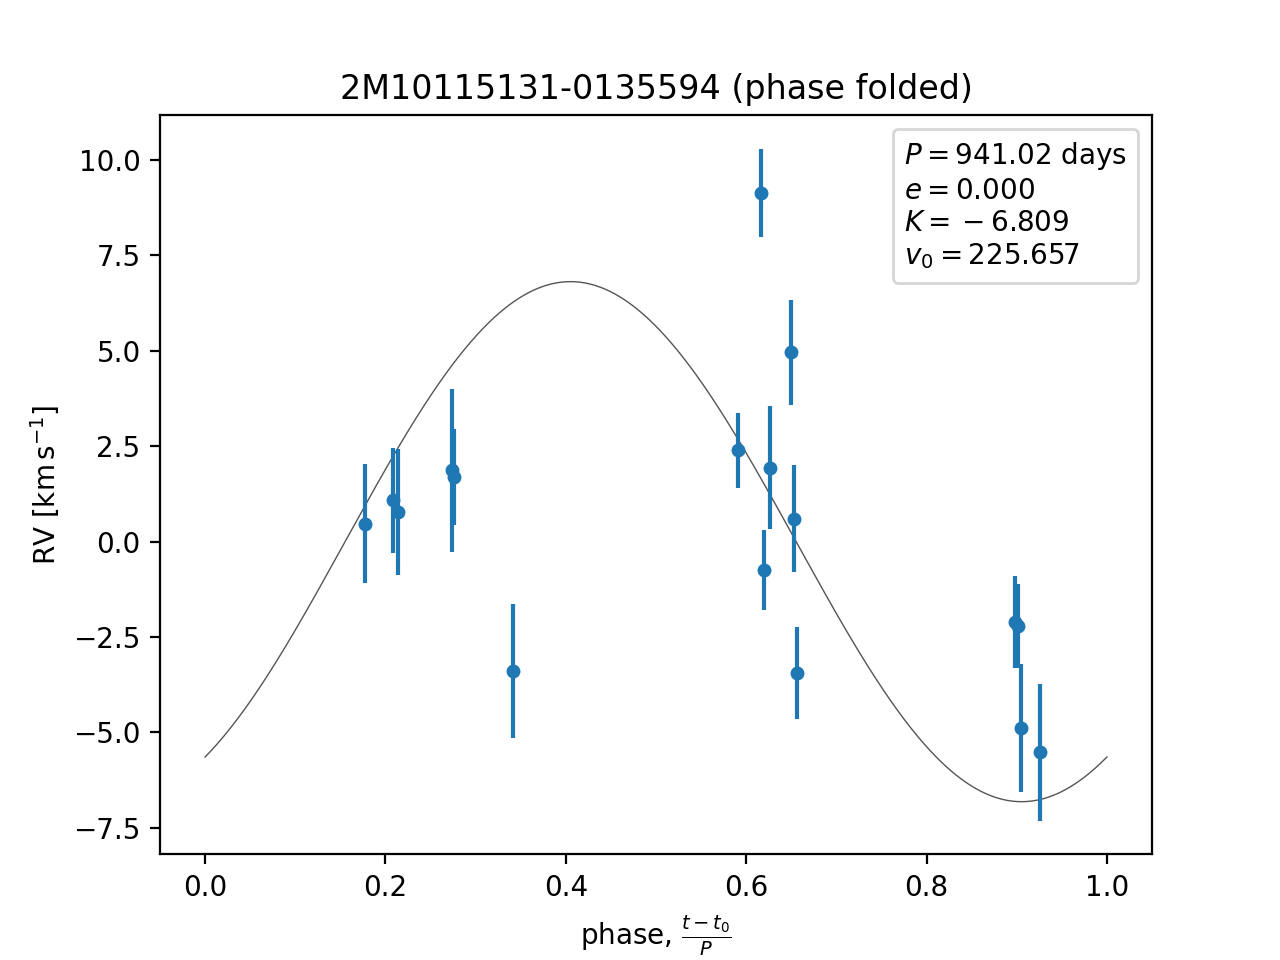 2M10115131-0135594 (phase folded)
P = 941.02 days
e = 0.000
K = − 6.809
v₀ = 225.657
10.0
7.5
5.0
2.5
0.0
−2.5
−5.0
−7.5
RV [km s⁻¹]
0.0 0.2 0.4 0.6 0.8 1.0
phase, (t − t₀)/P